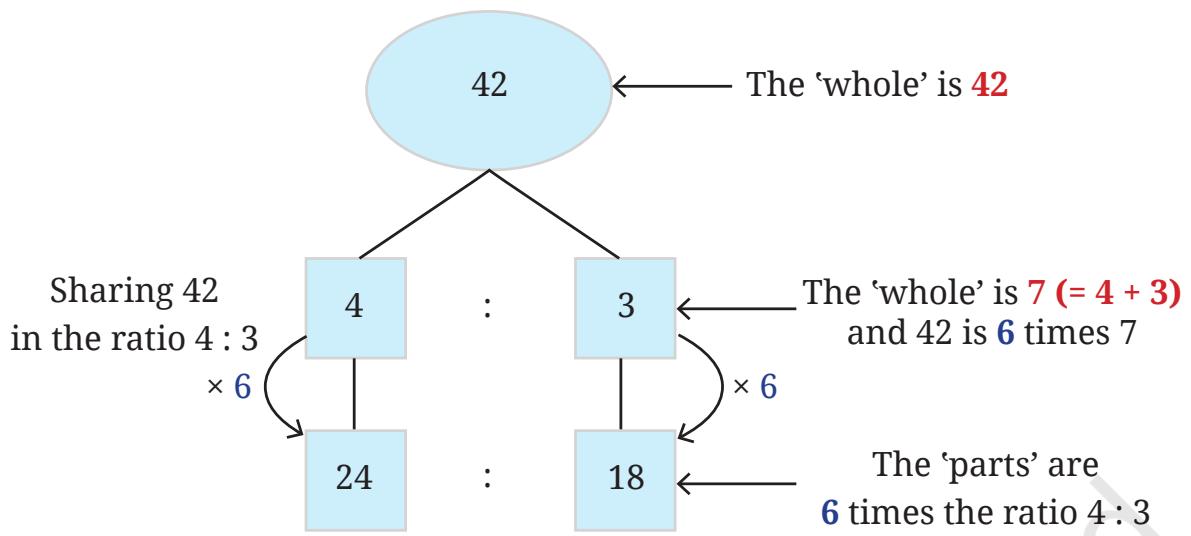 42
The ‛whole’ is 42
Sharing 42
in the ratio 4 : 3
4 : 3
The ‛whole’ is 7 (= 4 + 3)
and 42 is 6 times 7
× 6
× 6
24 : 18
The ‛parts’ are
6 times the ratio 4 : 3